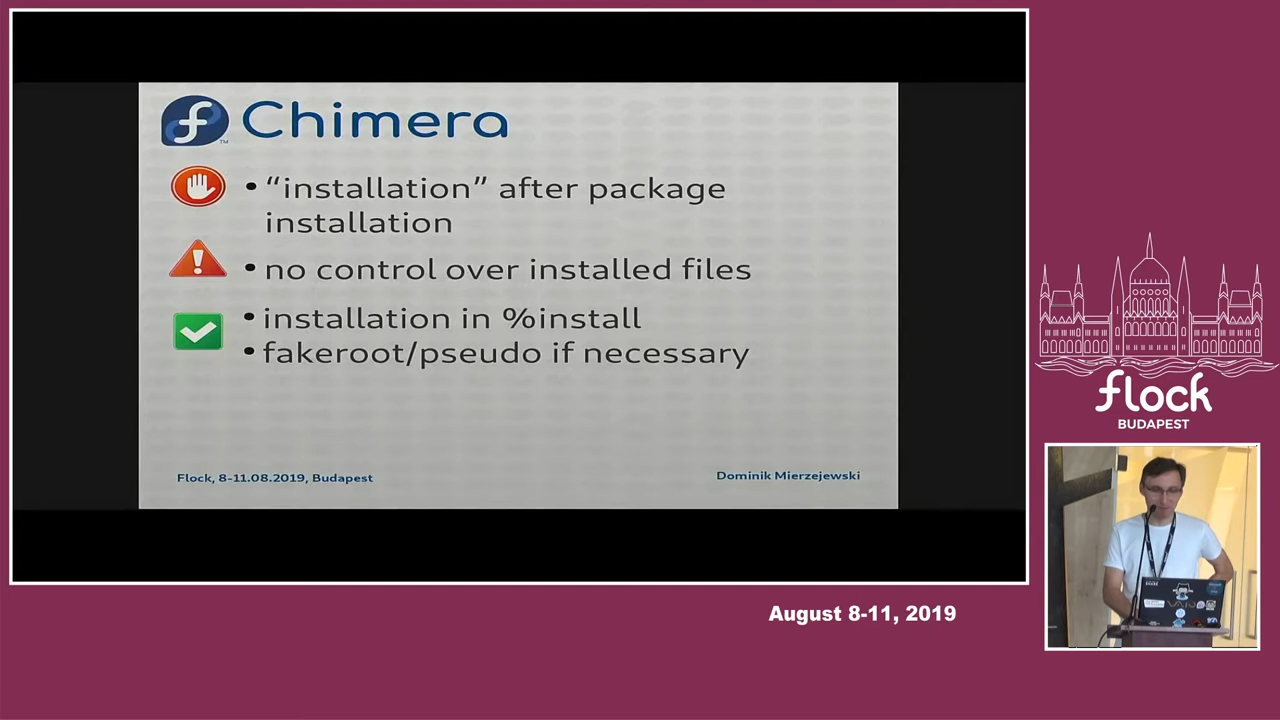 Chimera
• “installation” after package
installation
• no control over installed files
• installation in %install
• fakeroot/pseudo if necessary
Flock, 8-11.08.2019, Budapest
Dominik Mierzejewski
flock
BUDAPEST
August 8-11, 2019